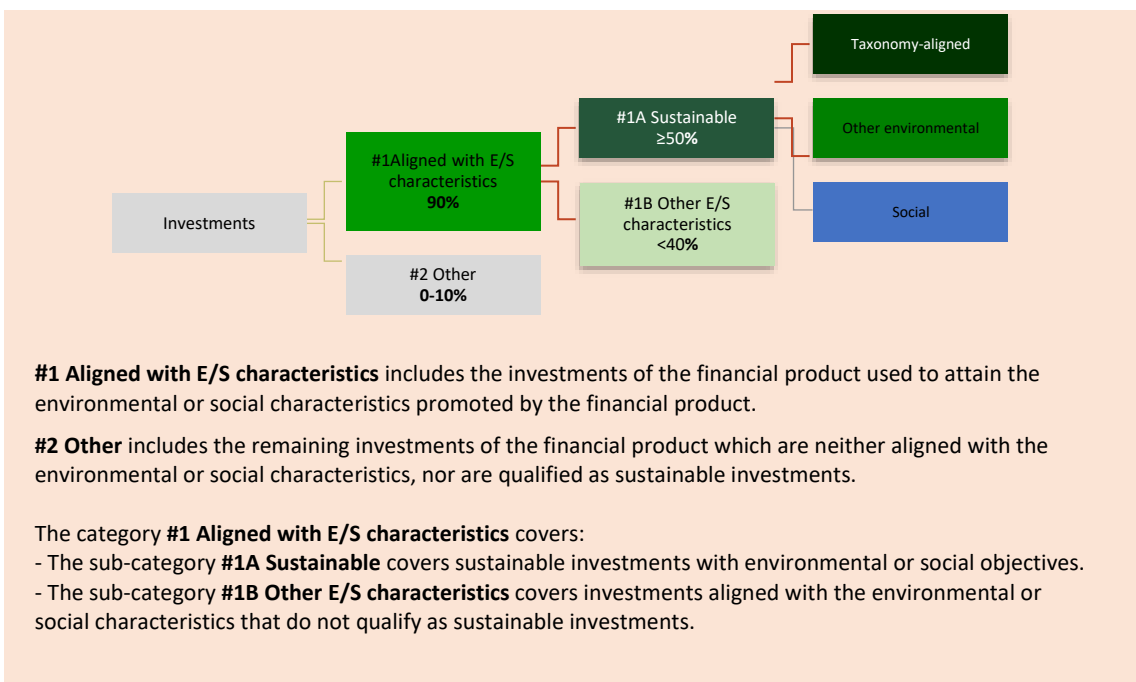 Taxonomy-aligned
#1A Sustainable
≥50%
Other environmental
#1Aligned with E/S
characteristics
90%
#1B Other E/S
characteristics
<40%
Social
Investments
#2 Other
0-10%
#1 Aligned with E/S characteristics includes the investments of the financial product used to attain the
environmental or social characteristics promoted by the financial product.
#2 Other includes the remaining investments of the financial product which are neither aligned with the
environmental or social characteristics, nor are qualified as sustainable investments.
The category #1 Aligned with E/S characteristics covers:
- The sub-category #1A Sustainable covers sustainable investments with environmental or social objectives.
- The sub-category #1B Other E/S characteristics covers investments aligned with the environmental or
social characteristics that do not qualify as sustainable investments.